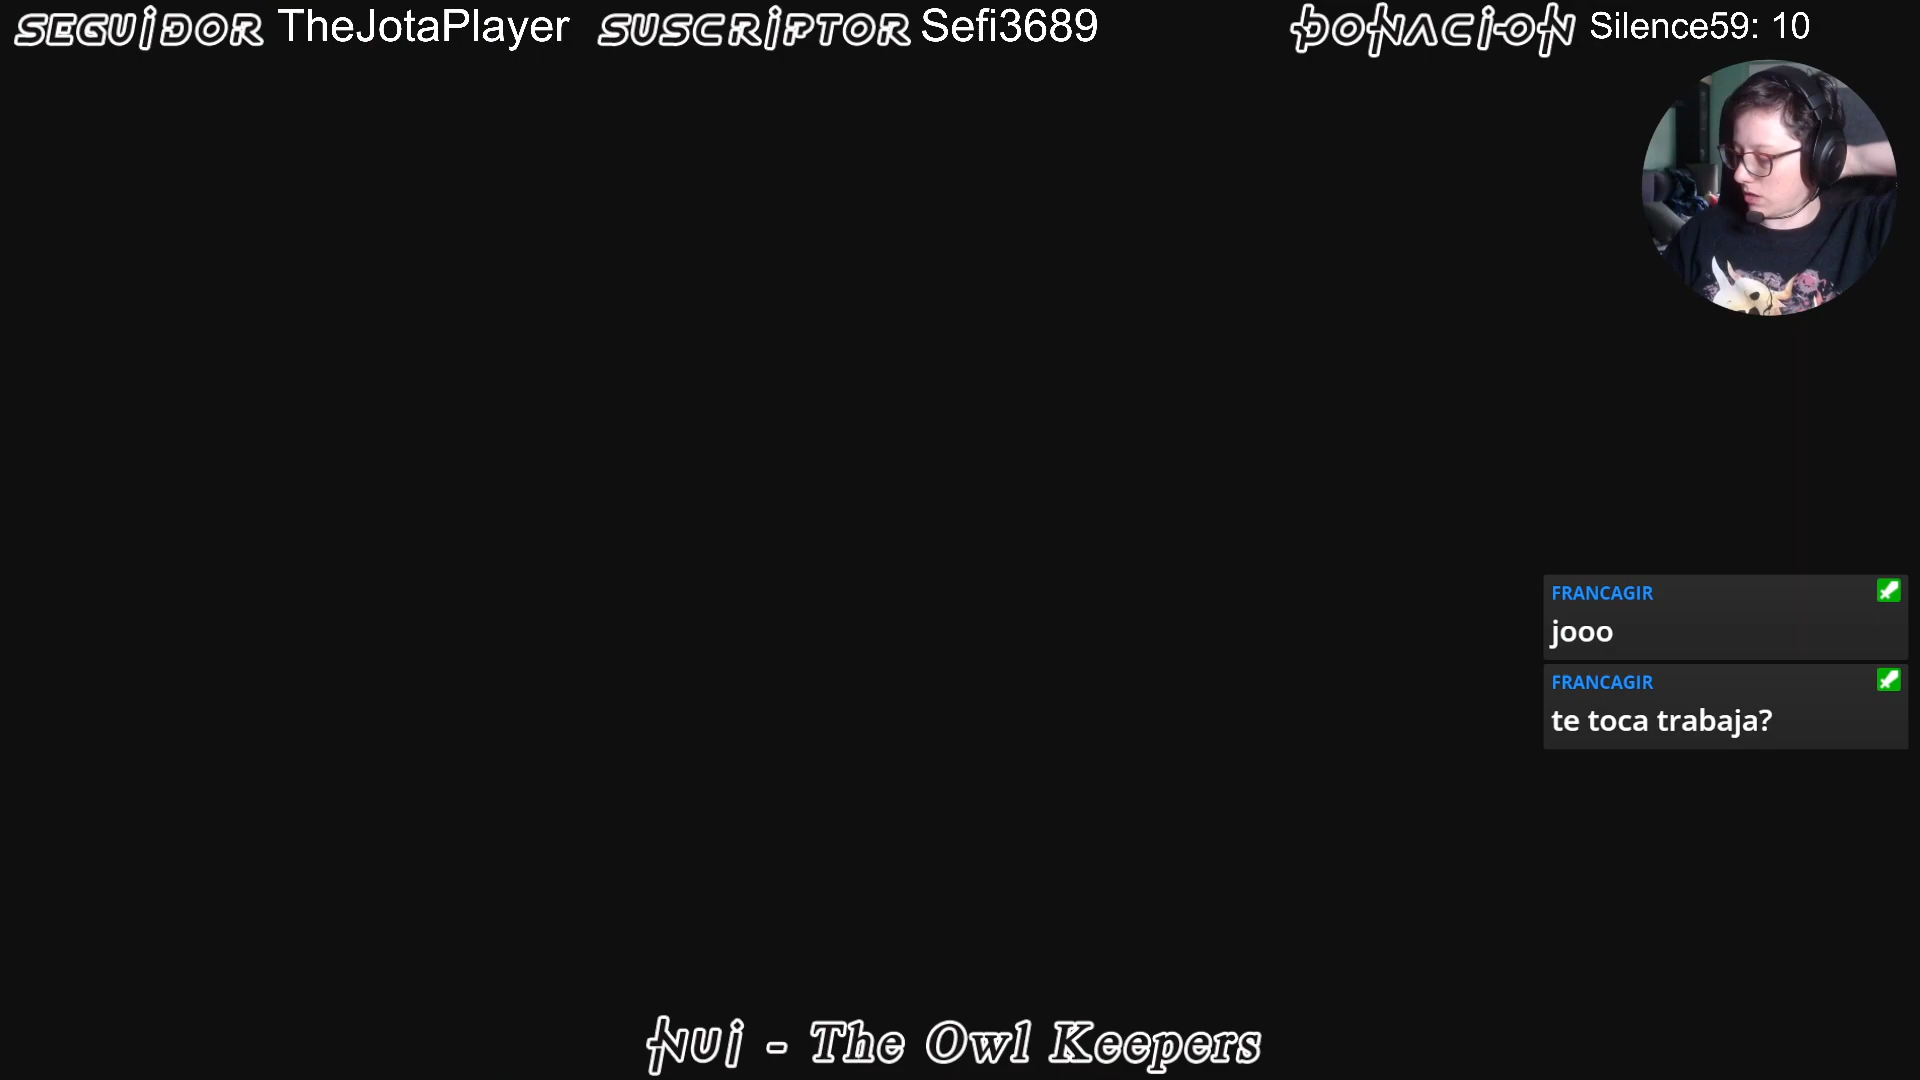 SEGUIDOR TheJotaPlayer SUSCRIPTOR Sefi3689 DONACION Silence59: 10
FRANCAGIR
jooo
FRANCAGIR
te toca trabaja?
NUI - The Owl Keepers